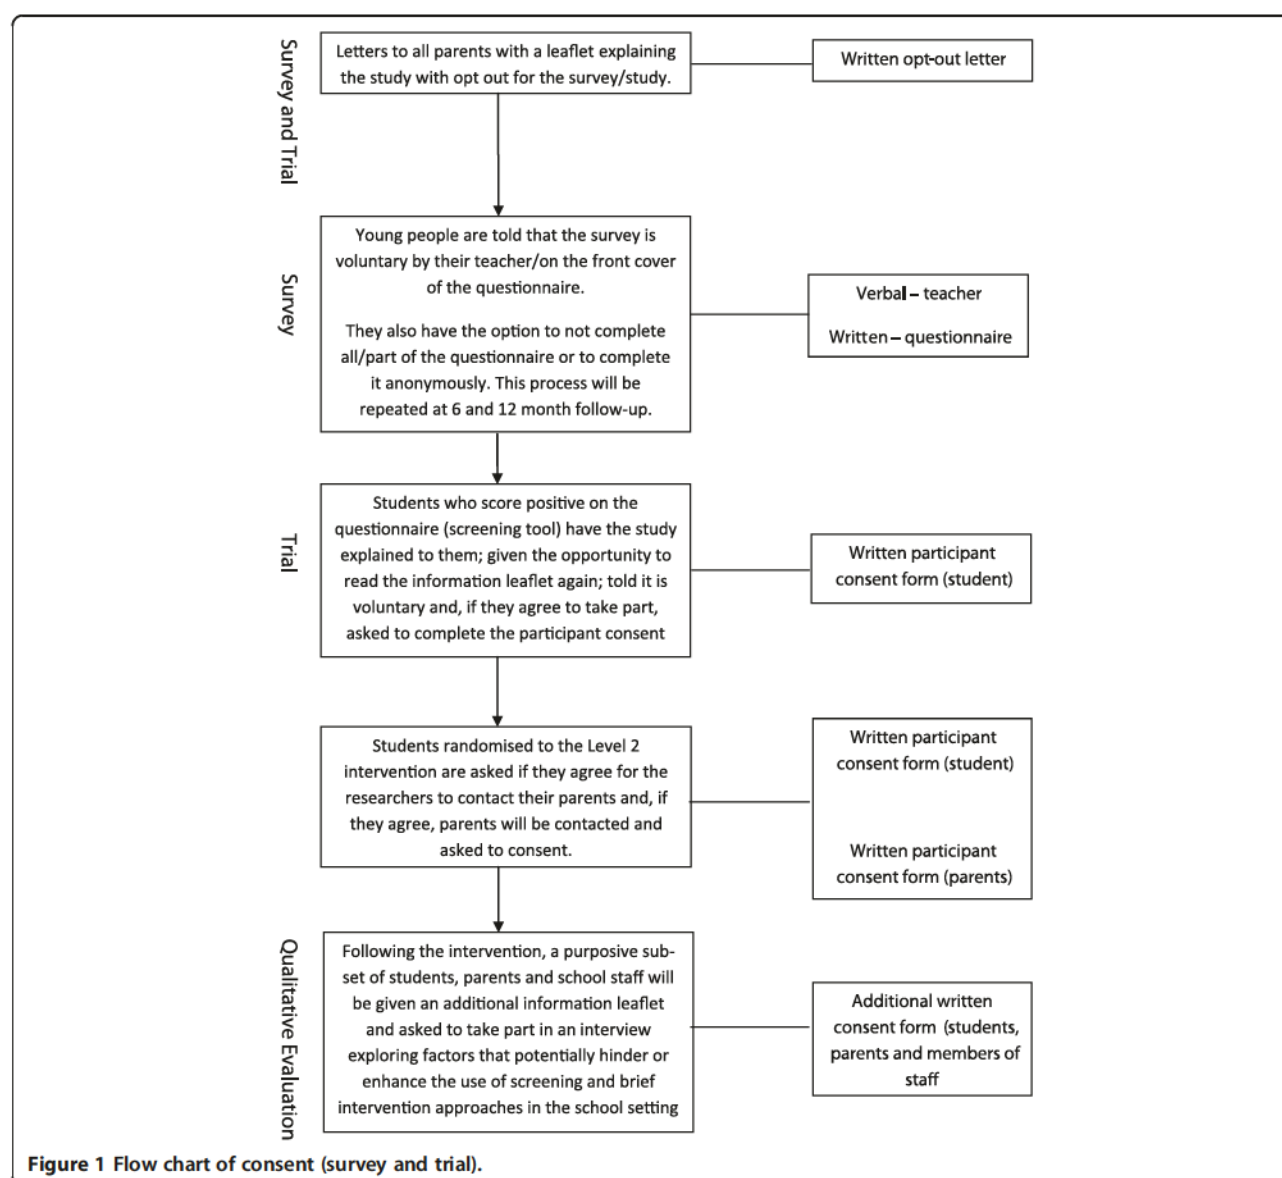 Survey and Trial
Letters to all parents with a leaflet explaining
the study with opt out for the survey/study.
Written opt-out letter
Survey
Young people are told that the survey is
voluntary by their teacher/on the front cover
of the questionnaire.
They also have the option to not complete
all/part of the questionnaire or to complete
it anonymously. This process will be
repeated at 6 and 12 month follow-up.
Verbal – teacher
Written – questionnaire
Trial
Students who score positive on the
questionnaire (screening tool) have the study
explained to them; given the opportunity to
read the information leaflet again; told it is
voluntary and, if they agree to take part,
asked to complete the participant consent
Written participant
consent form (student)
Students randomised to the Level 2
intervention are asked if they agree for the
researchers to contact their parents and, if
they agree, parents will be contacted and
asked to consent.
Written participant
consent form (student)
Written participant
consent form (parents)
Qualitative Evaluation
Following the intervention, a purposive sub-
set of students, parents and school staff will
be given an additional information leaflet
and asked to take part in an interview
exploring factors that potentially hinder or
enhance the use of screening and brief
intervention approaches in the school setting
Additional written
consent form (students,
parents and members of
staff
Figure 1 Flow chart of consent (survey and trial).